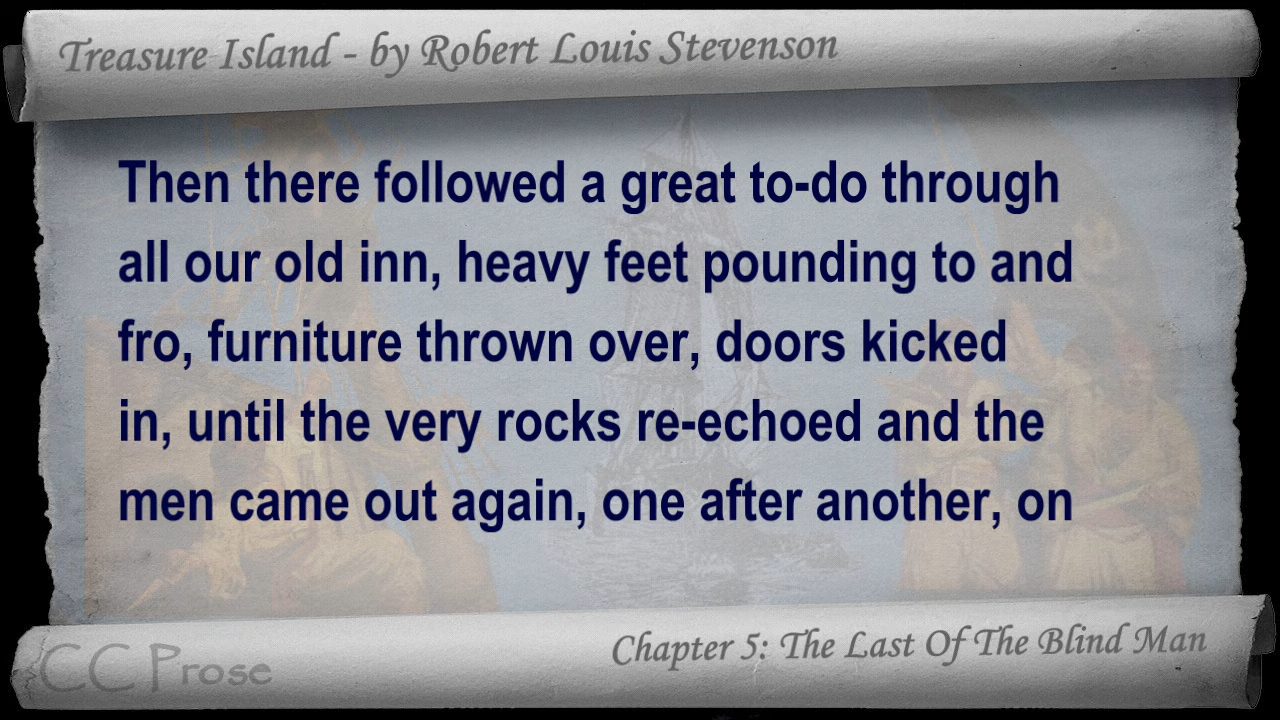 Treasure Island - by Robert Louis Stevenson
Then there followed a great to-do through
all our old inn, heavy feet pounding to and
fro, furniture thrown over, doors kicked
in, until the very rocks re-echoed and the
men came out again, one after another, on
Chapter 5: The Last Of The Blind Man
CC Prose